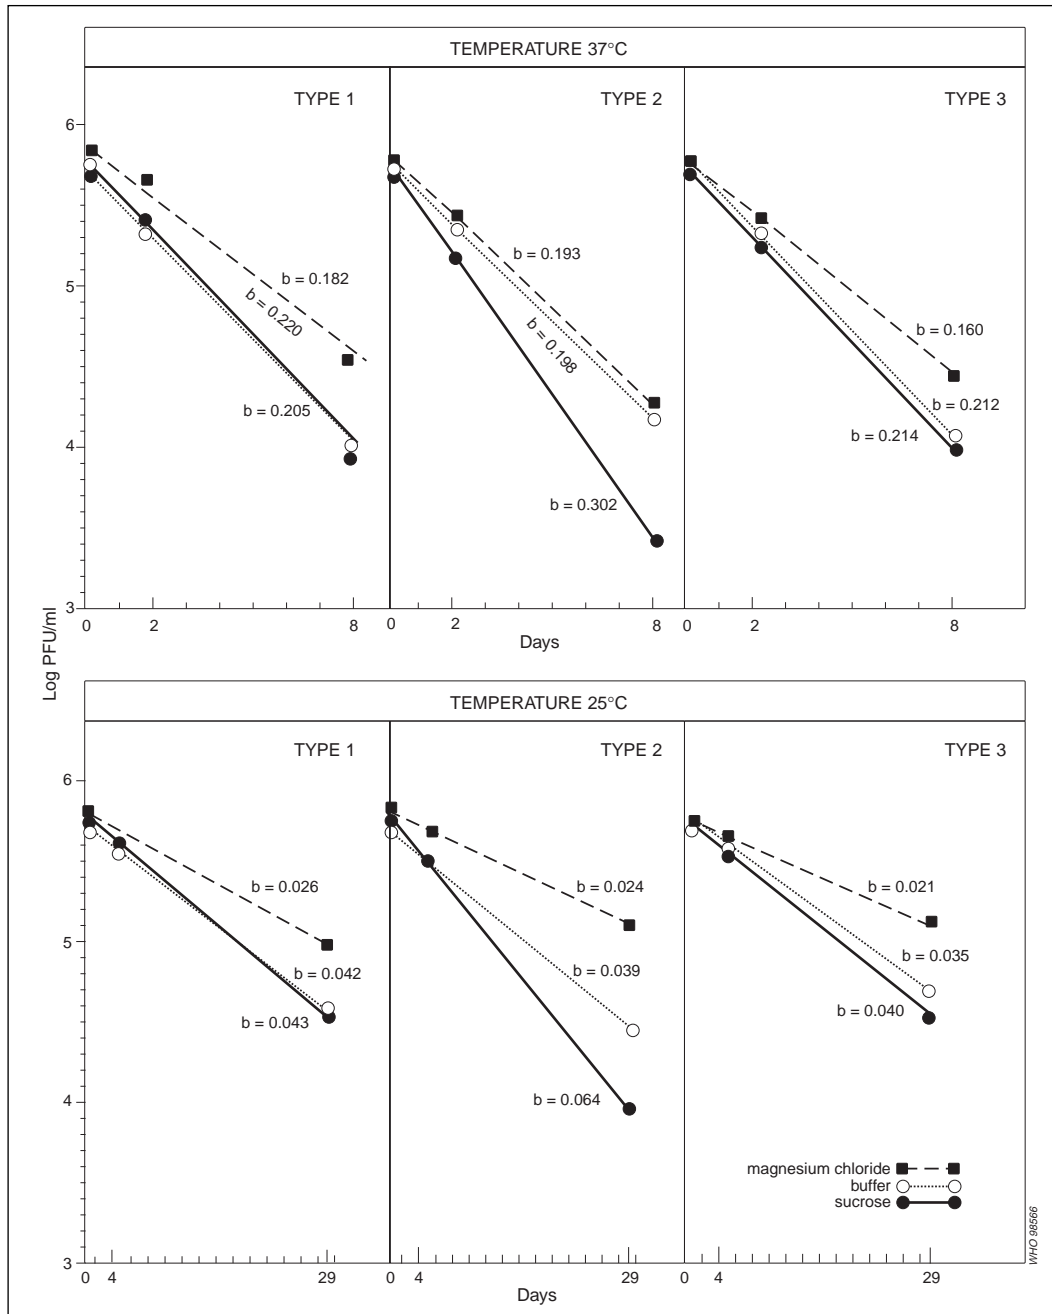 TEMPERATURE 37°C
TYPE 1
TYPE 2
TYPE 3
6
5
4
3
b = 0.182
b = 0.220
b = 0.205
b = 0.193
b = 0.198
b = 0.302
b = 0.160
b = 0.212
b = 0.214
0 2 8
0 2 8
0 2 8
Days
Log PFU/ml
TEMPERATURE 25°C
TYPE 1
TYPE 2
TYPE 3
6
5
4
3
b = 0.026
b = 0.042
b = 0.043
b = 0.024
b = 0.039
b = 0.064
b = 0.021
b = 0.035
b = 0.040
magnesium chloride
buffer
sucrose
0 4 29
0 4 29
0 4 29
Days
WHO 98566